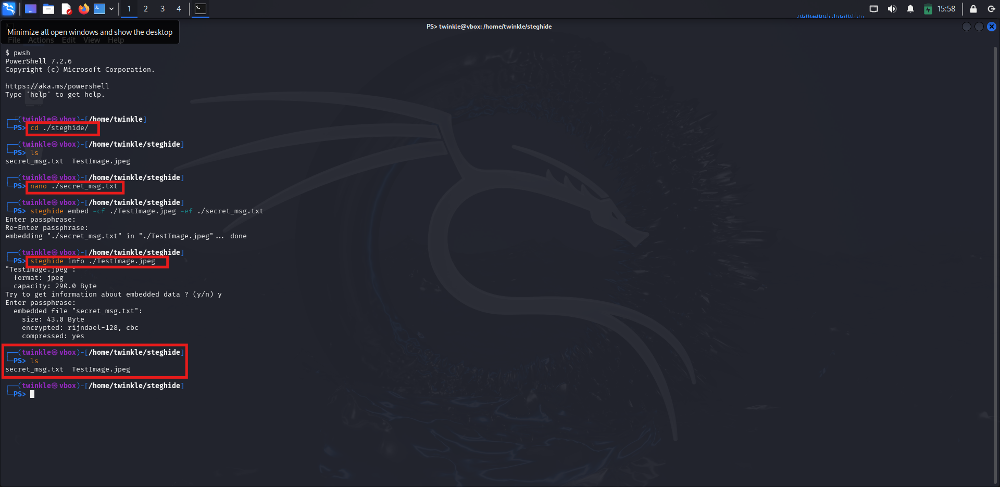 1 2 3 4 15:58
PS> twinkle@vbox: /home/twinkle/steghide
Minimize all open windows and show the desktop
File Actions Edit View Help
$ pwsh
PowerShell 7.2.6
Copyright (c) Microsoft Corporation.
https://aka.ms/powershell
Type 'help' to get help.
┌──(twinkle㉿vbox)-[/home/twinkle]
└─PS> cd ./steghide/
┌──(twinkle㉿vbox)-[/home/twinkle/steghide]
└─PS> ls
secret_msg.txt  TestImage.jpeg
┌──(twinkle㉿vbox)-[/home/twinkle/steghide]
└─PS> nano ./secret_msg.txt
┌──(twinkle㉿vbox)-[/home/twinkle/steghide]
└─PS> steghide embed -cf ./TestImage.jpeg -ef ./secret_msg.txt
Enter passphrase:
Re-Enter passphrase:
embedding "./secret_msg.txt" in "./TestImage.jpeg"... done
┌──(twinkle㉿vbox)-[/home/twinkle/steghide]
└─PS> steghide info ./TestImage.jpeg
"TestImage.jpeg":
  format: jpeg
  capacity: 290.0 Byte
Try to get information about embedded data ? (y/n) y
Enter passphrase:
  embedded file "secret_msg.txt":
    size: 43.0 Byte
    encrypted: rijndael-128, cbc
    compressed: yes
┌──(twinkle㉿vbox)-[/home/twinkle/steghide]
└─PS> ls
secret_msg.txt  TestImage.jpeg
┌──(twinkle㉿vbox)-[/home/twinkle/steghide]
└─PS>